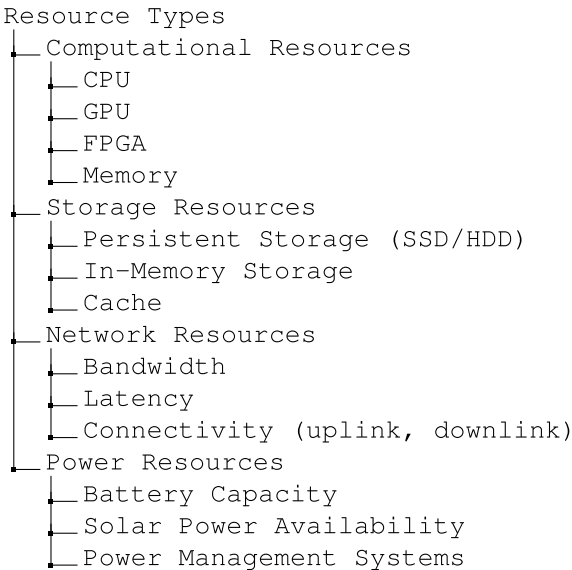 Resource Types
Computational Resources
CPU
GPU
FPGA
Memory
Storage Resources
Persistent Storage (SSD/HDD)
In-Memory Storage
Cache
Network Resources
Bandwidth
Latency
Connectivity (uplink, downlink)
Power Resources
Battery Capacity
Solar Power Availability
Power Management Systems